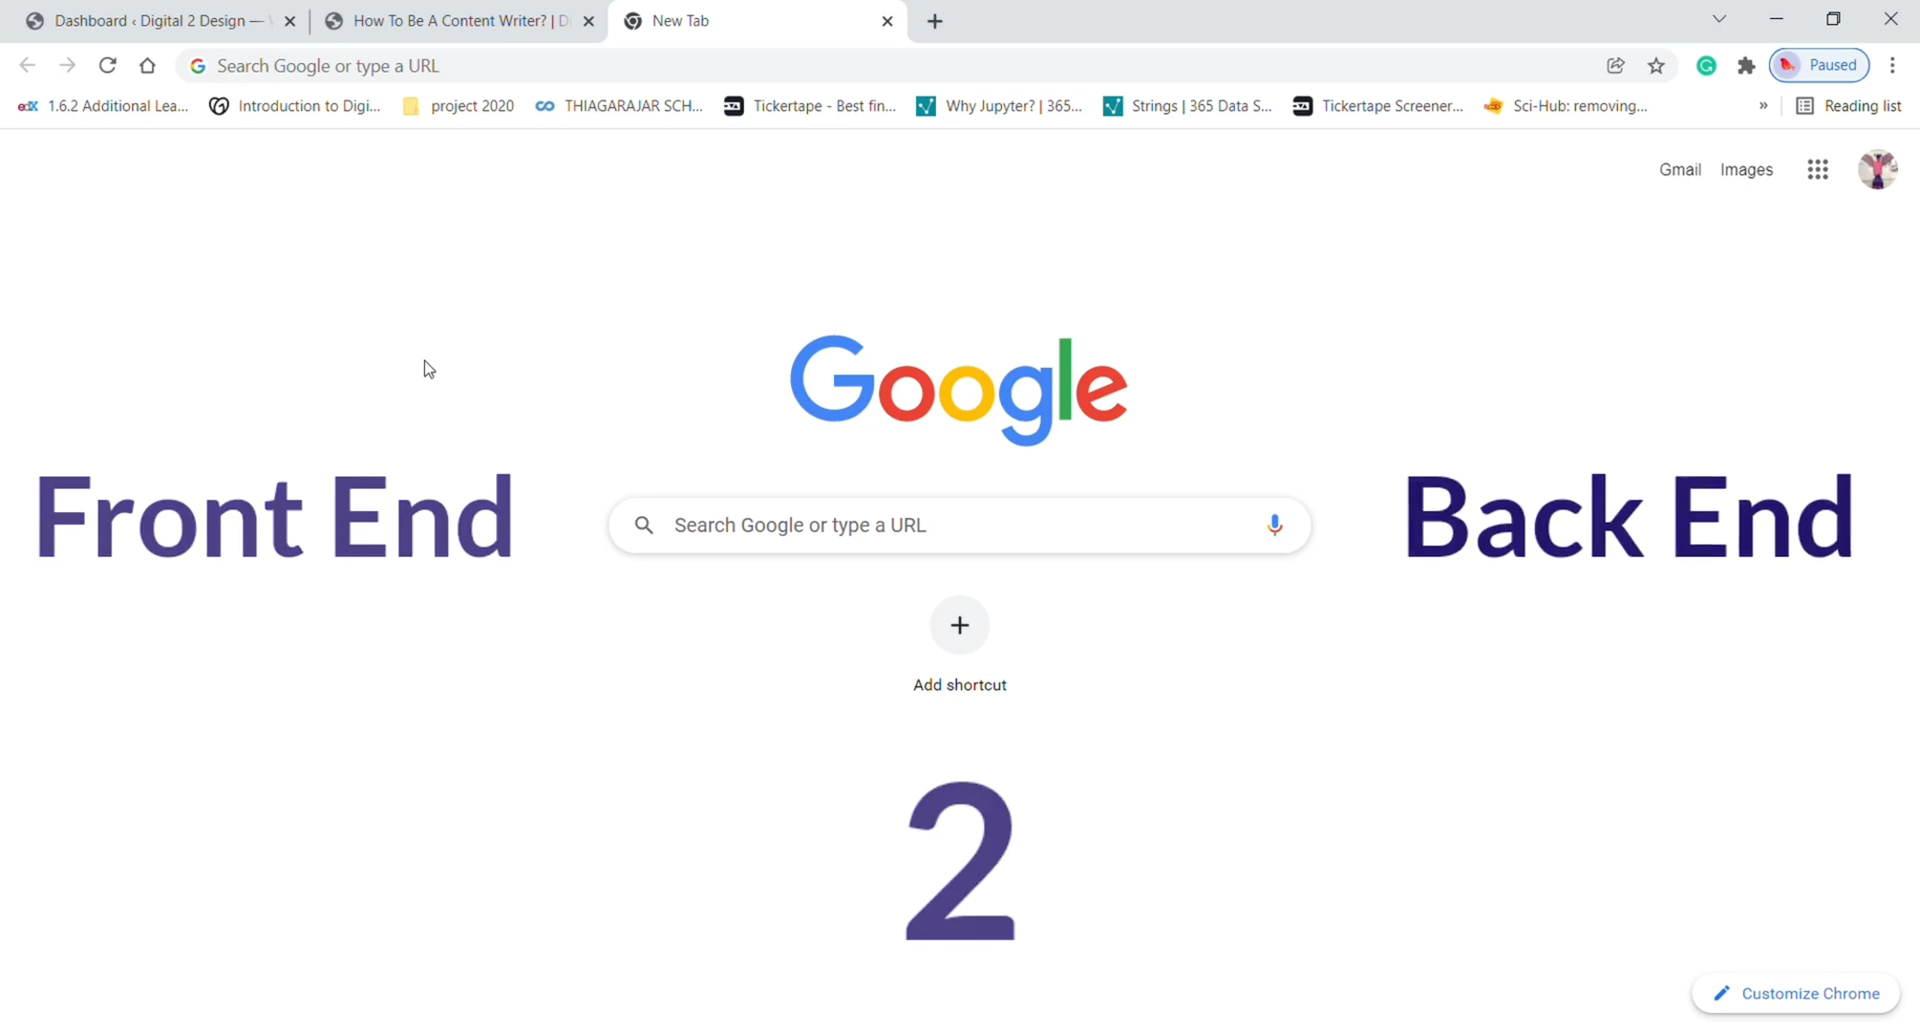 Dashboard ‹ Digital 2 Design —
How To Be A Content Writer? | D
New Tab
Search Google or type a URL
Paused
1.6.2 Additional Lea...
Introduction to Digi...
project 2020
THIAGARAJAR SCH...
Tickertape - Best fin...
Why Jupyter? | 365...
Strings | 365 Data S...
Tickertape Screener...
Sci-Hub: removing...
»
Reading list
Gmail
Images
Google
Front End
Search Google or type a URL
Back End
Add shortcut
2
Customize Chrome